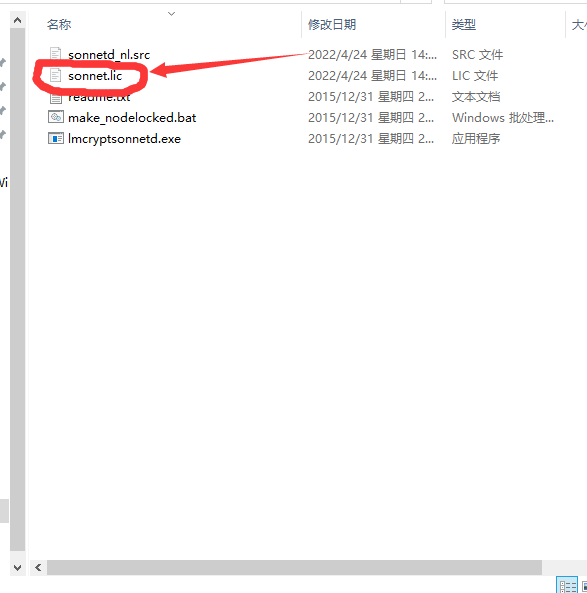 名称 修改日期 类型 大小
sonnetd_nl.src 2022/4/24 星期日 14:... SRC 文件
sonnet.lic 2022/4/24 星期日 14:... LIC 文件
readme.txt 2015/12/31 星期四 2... 文本文档
make_nodelocked.bat 2015/12/31 星期四 2... Windows 批处理...
lmcryptsonnetd.exe 2015/12/31 星期四 2... 应用程序